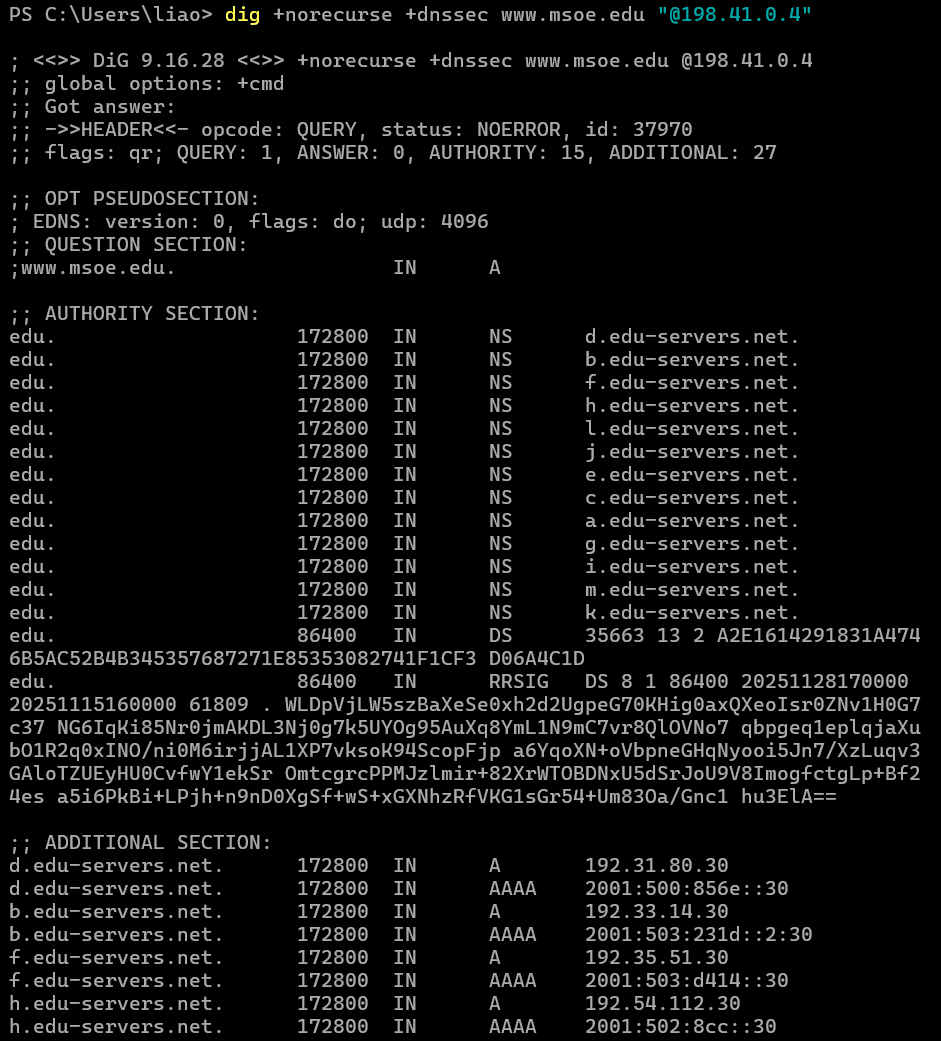 PS C:\Users\liao> dig +norecurse +dnssec www.msoe.edu "@198.41.0.4"
; <<>> DiG 9.16.28 <<>> +norecurse +dnssec www.msoe.edu @198.41.0.4
;; global options: +cmd
;; Got answer:
;; ->>HEADER<<- opcode: QUERY, status: NOERROR, id: 37970
;; flags: qr; QUERY: 1, ANSWER: 0, AUTHORITY: 15, ADDITIONAL: 27
;; OPT PSEUDOSECTION:
; EDNS: version: 0, flags: do; udp: 4096
;; QUESTION SECTION:
;www.msoe.edu. IN A
;; AUTHORITY SECTION:
edu. 172800 IN NS d.edu-servers.net.
edu. 172800 IN NS b.edu-servers.net.
edu. 172800 IN NS f.edu-servers.net.
edu. 172800 IN NS h.edu-servers.net.
edu. 172800 IN NS l.edu-servers.net.
edu. 172800 IN NS j.edu-servers.net.
edu. 172800 IN NS e.edu-servers.net.
edu. 172800 IN NS c.edu-servers.net.
edu. 172800 IN NS a.edu-servers.net.
edu. 172800 IN NS g.edu-servers.net.
edu. 172800 IN NS i.edu-servers.net.
edu. 172800 IN NS m.edu-servers.net.
edu. 172800 IN NS k.edu-servers.net.
edu. 86400 IN DS 35663 13 2 A2E1614291831A474
6B5AC52B4B345357687271E85353082741F1CF3 D06A4C1D
edu. 86400 IN RRSIG DS 8 1 86400 20251128170000
20251115160000 61809 . WLDpVjLW5szBaXeSe0xh2d2UgpeG70KHig0axQXeoIsr0ZNv1H0G7
c37 NG6IqKi85Nr0jmAKDL3Nj0g7k5UYOg95AuXq8YmL1N9mC7vr8QlOVNo7 qbpgeq1eplqjaXu
bO1R2q0xINO/ni0M6irjjAL1XP7vksoK94ScopFjp a6YqoXN+oVbpneGHqNyooi5Jn7/XzLuqv3
GAloTZUEyHU0CvfwY1ekSr OmtcgrcPPMJzlmir+82XrWTOBDNxU5dSrJoU9V8ImogfctgLp+Bf2
4es a5i6PkBi+LPjh+n9nD0XgSf+wS+xGXNhzRfVKG1sGr54+Um83Oa/Gnc1 hu3ElA==
;; ADDITIONAL SECTION:
d.edu-servers.net. 172800 IN A 192.31.80.30
d.edu-servers.net. 172800 IN AAAA 2001:500:856e::30
b.edu-servers.net. 172800 IN A 192.33.14.30
b.edu-servers.net. 172800 IN AAAA 2001:503:231d::2:30
f.edu-servers.net. 172800 IN A 192.35.51.30
f.edu-servers.net. 172800 IN AAAA 2001:503:d414::30
h.edu-servers.net. 172800 IN A 192.54.112.30
h.edu-servers.net. 172800 IN AAAA 2001:502:8cc::30